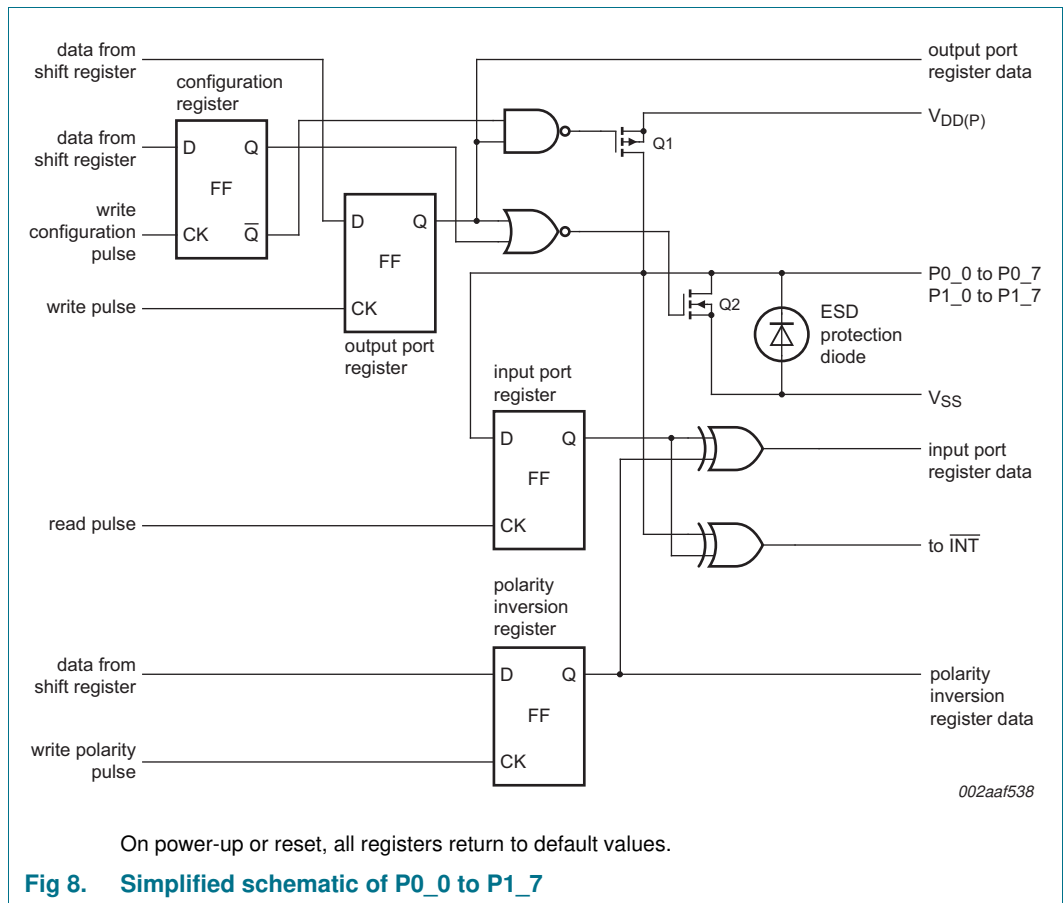 data from
shift register
configuration
register
data from
shift register
write
configuration
pulse
write pulse
D
Q
FF
CK
Q̅
D
Q
FF
CK
output port
register
output port
register data
V_DD(P)
Q1
P0_0 to P0_7
P1_0 to P1_7
Q2
ESD
protection
diode
V_SS
input port
register
D
Q
FF
CK
read pulse
input port
register data
to I̅N̅T̅
polarity
inversion
register
data from
shift register
D
Q
FF
CK
write polarity
pulse
polarity
inversion
register data
002aaf538
On power-up or reset, all registers return to default values.
Fig 8. Simplified schematic of P0_0 to P1_7